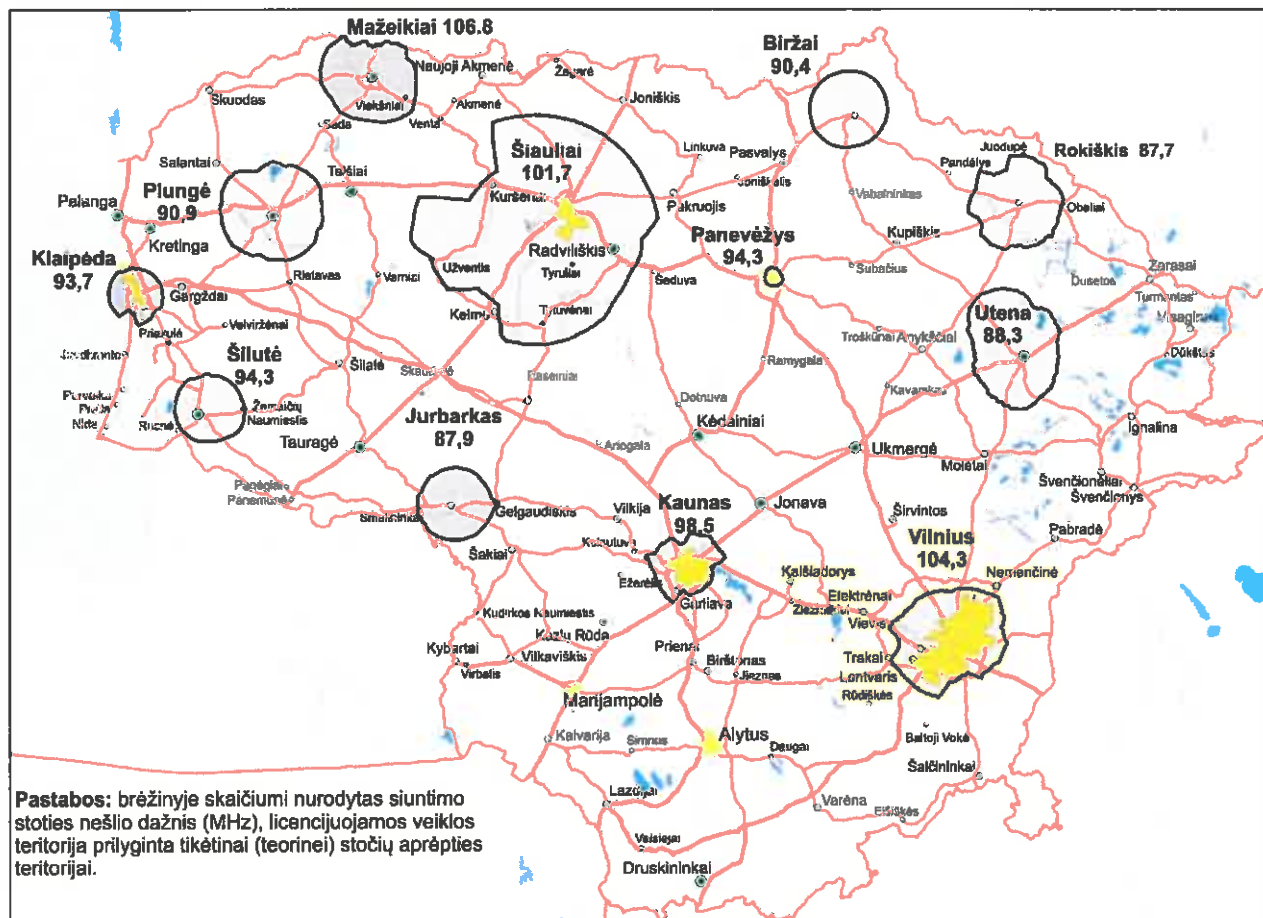 Mažeikiai 106.8
Biržai
90,4
Naujoji Akmenė
Žagarė
Skuodas
Viekšniai
Akmenė
Joniškis
Venta
Seda
Šiauliai
101,7
Linkuva
Pasvalys
Juodupė
Rokiškis 87,7
Pandėlys
Salantai
Telšiai
Kuršėnai
Joniškėlis
Plungė
90,9
Pakruojis
Vabalninkas
Obeliai
Palanga
Kretinga
Radviliškis
Panevėžys
94,3
Kupiškis
Klaipėda
93,7
Užventis
Tyruliai
Šeduva
Subačius
Zarasai
Dusetos
Rietavas
Varniai
Gargždai
Turmantas
Kelmė
Tytuvėnai
Utena
88,3
Visaginas
Priekulė
Veiviržėnai
Troškūnai
Anykščiai
Dūkštas
Juodkrantė
Šilutė
94,3
Šilalė
Skaudvilė
Raseiniai
Ramygala
Kavarskas
Pervalka
Preila
Nida
Rusnė
Žemaičių
Naumiestis
Jurbarkas
87,9
Dotnuva
Kėdainiai
Ignalina
Tauragė
Ariogala
Ukmergė
Molėtai
Švenčionėliai
Švenčionys
Pagėgiai
Panemunė
Smalininkai
Gelgaudiškis
Vilkija
Kaunas
98,5
Jonava
Širvintos
Pabradė
Vilnius
104,3
Šakiai
Kulautuva
Ežerėlis
Kaišiadorys
Nemenčinė
Garliava
Žiežmariai
Elektrėnai
Vievis
Kudirkos Naumiestis
Kazlų Rūda
Prienai
Kybartai
Virbalis
Vilkaviškis
Birštonas
Jieznas
Trakai
Lentvaris
Rūdiškės
Marijampolė
Kalvarija
Simnas
Alytus
Daugai
Baltoji Vokė
Šalčininkai
Lazdijai
Varėna
Eišiškės
Veisiejai
Druskininkai
Pastabos: brėžinyje skaičiumi nurodytas siuntimo
stoties nešlio dažnis (MHz), licencijuojamos veiklos
teritorija prilyginta tikėtinai (teorinei) stočių aprėpties
teritorijai.